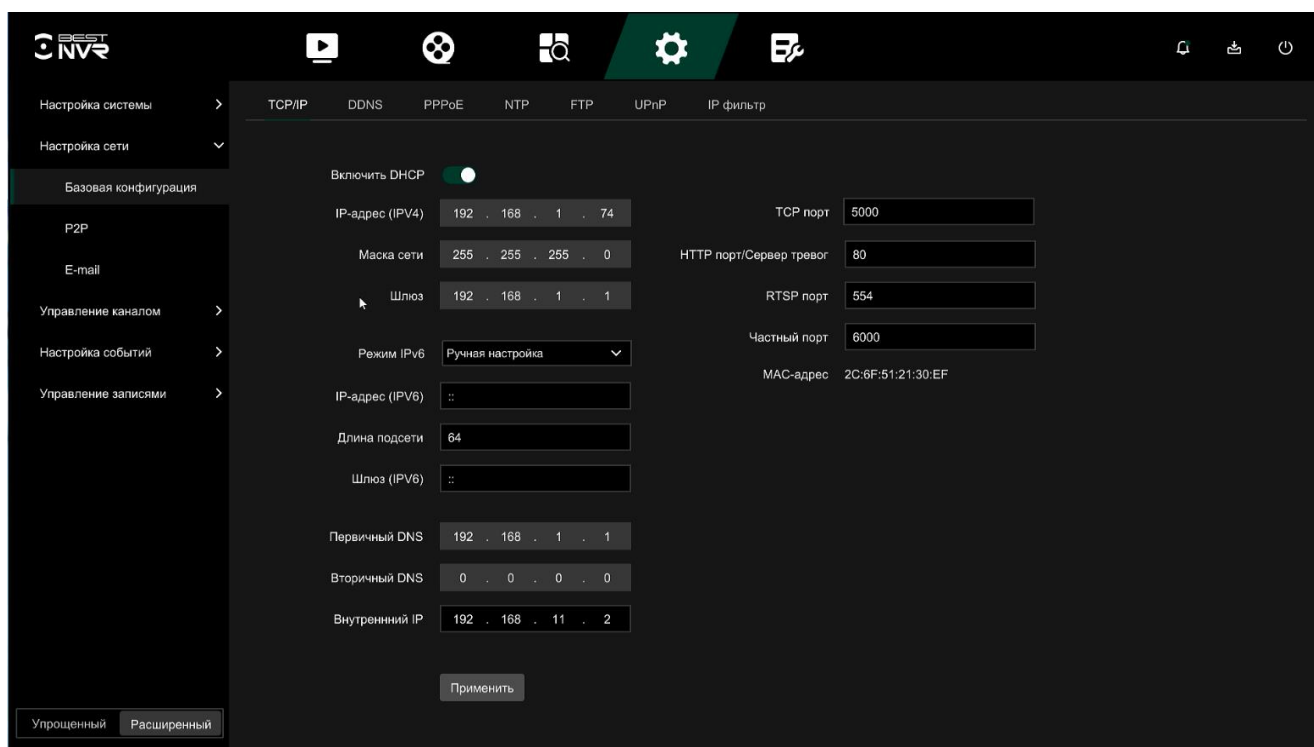 BEST
NVR
Настройка системы
Настройка сети
Базовая конфигурация
P2P
E-mail
Управление каналом
Настройка событий
Управление записями
Упрощенный Расширенный
TCP/IP DDNS PPPoE NTP FTP UPnP IP фильтр
Включить DHCP
IP-адрес (IPV4) 192 . 168 . 1 . 74
Маска сети 255 . 255 . 255 . 0
Шлюз 192 . 168 . 1 . 1
Режим IPv6 Ручная настройка
IP-адрес (IPV6) ::
Длина подсети 64
Шлюз (IPV6) ::
Первичный DNS 192 . 168 . 1 . 1
Вторичный DNS 0 . 0 . 0 . 0
Внутреннний IP 192 . 168 . 11 . 2
Применить
TCP порт 5000
HTTP порт/Сервер тревог 80
RTSP порт 554
Частный порт 6000
MAC-адрес 2C:6F:51:21:30:EF